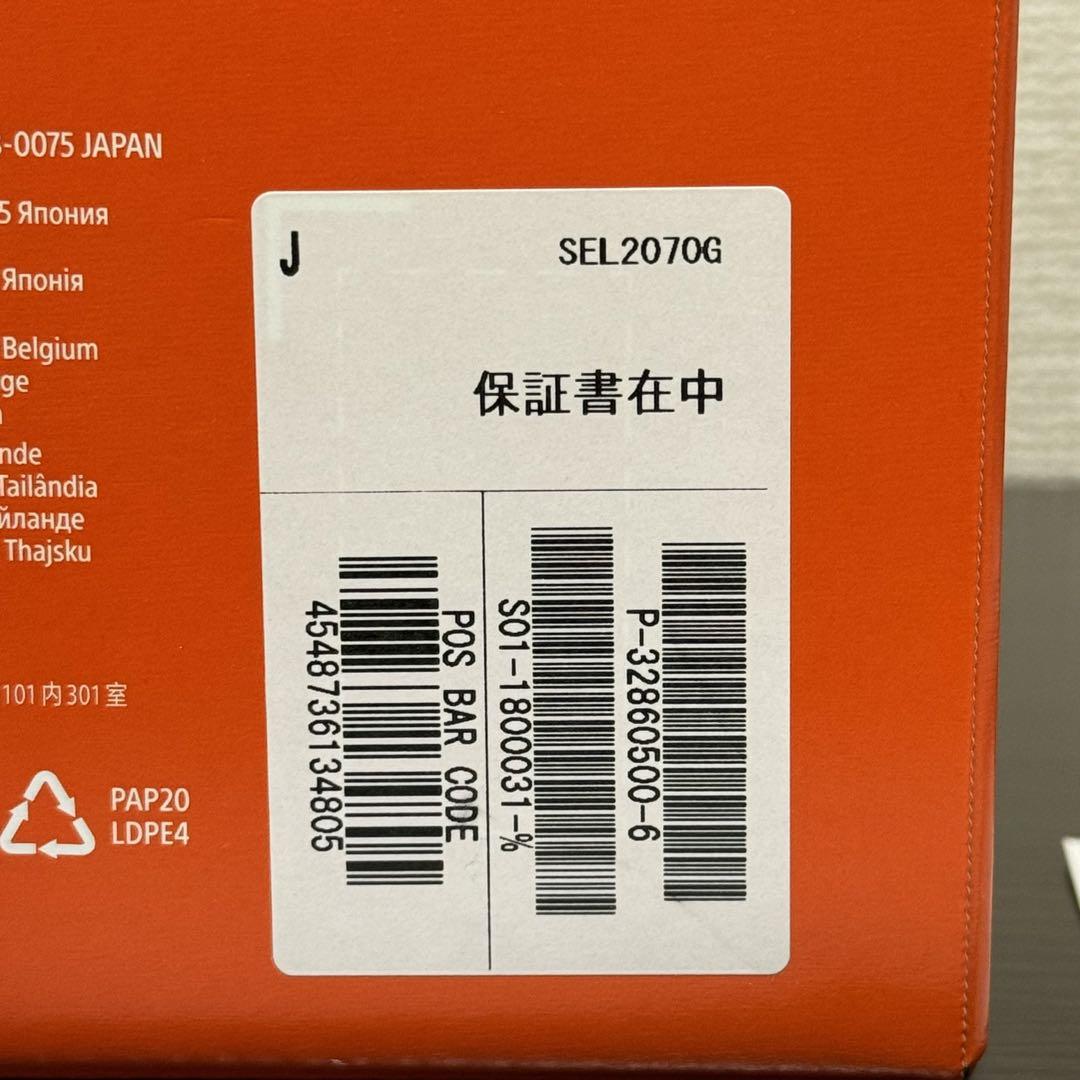 3-0075 JAPAN
5 Япония
Японія
Belgium
ge
nde
Tailândia
йланде
Thajsku
101内301室
PAP20
LDPE4
J
SEL2070G
保証書在中
POS BAR CODE
4548736134805
S01-1800031-%
P-32860500-6